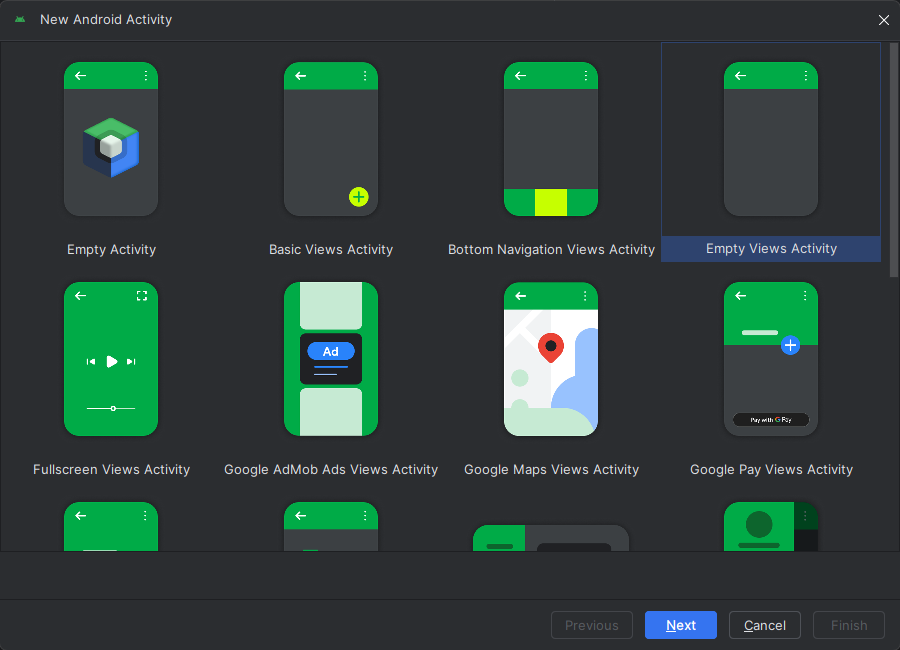 New Android Activity
Empty Activity
Basic Views Activity
Bottom Navigation Views Activity
Empty Views Activity
Ad
Pay with G Pay
Fullscreen Views Activity
Google AdMob Ads Views Activity
Google Maps Views Activity
Google Pay Views Activity
Previous
Next
Cancel
Finish